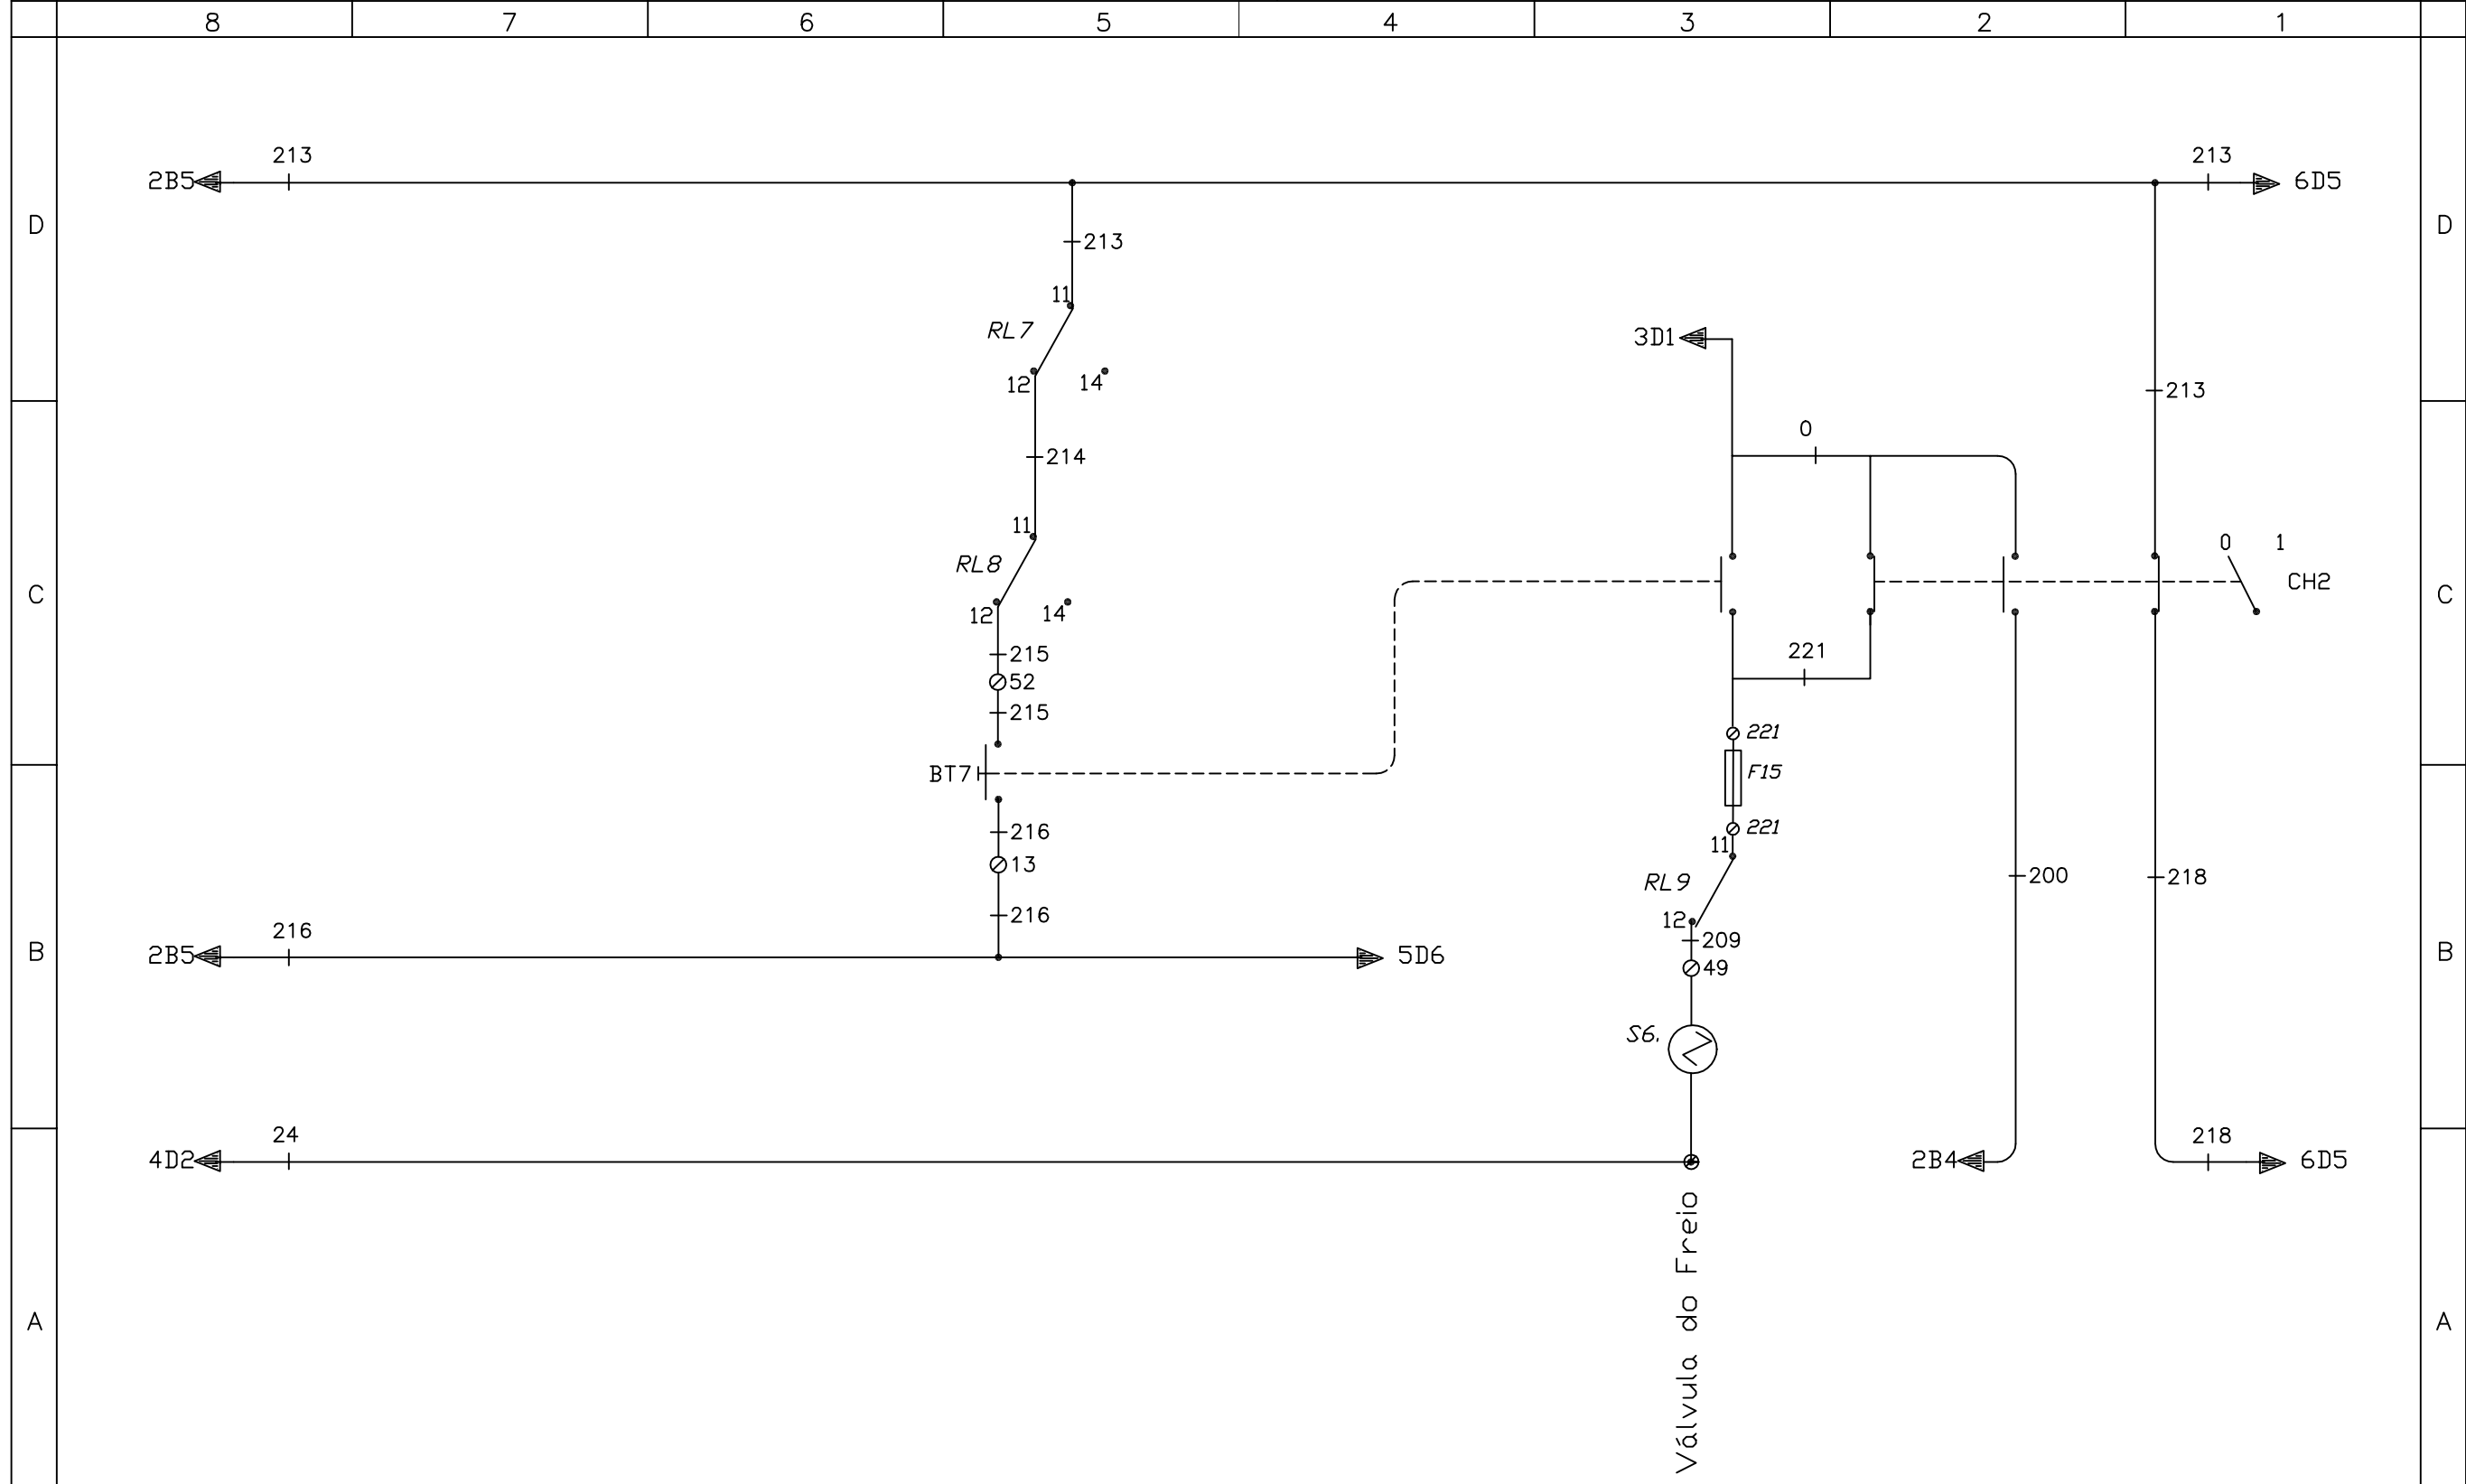 8 7 6 5 4 3 2 1
213 213
2B5 6D5
D D
213
11
RL7 3D1
12 14 213
0
214
11 0 1
RL8 CH2
C C
12 14
215 221
52
215 221
BT7 F15
216 221
11
13 RL9 200 218
216 12
216 209
2B5 5D6
B B
49
S6.
24 218
4D2 2B4 6D5
Válvula do Freio
A A